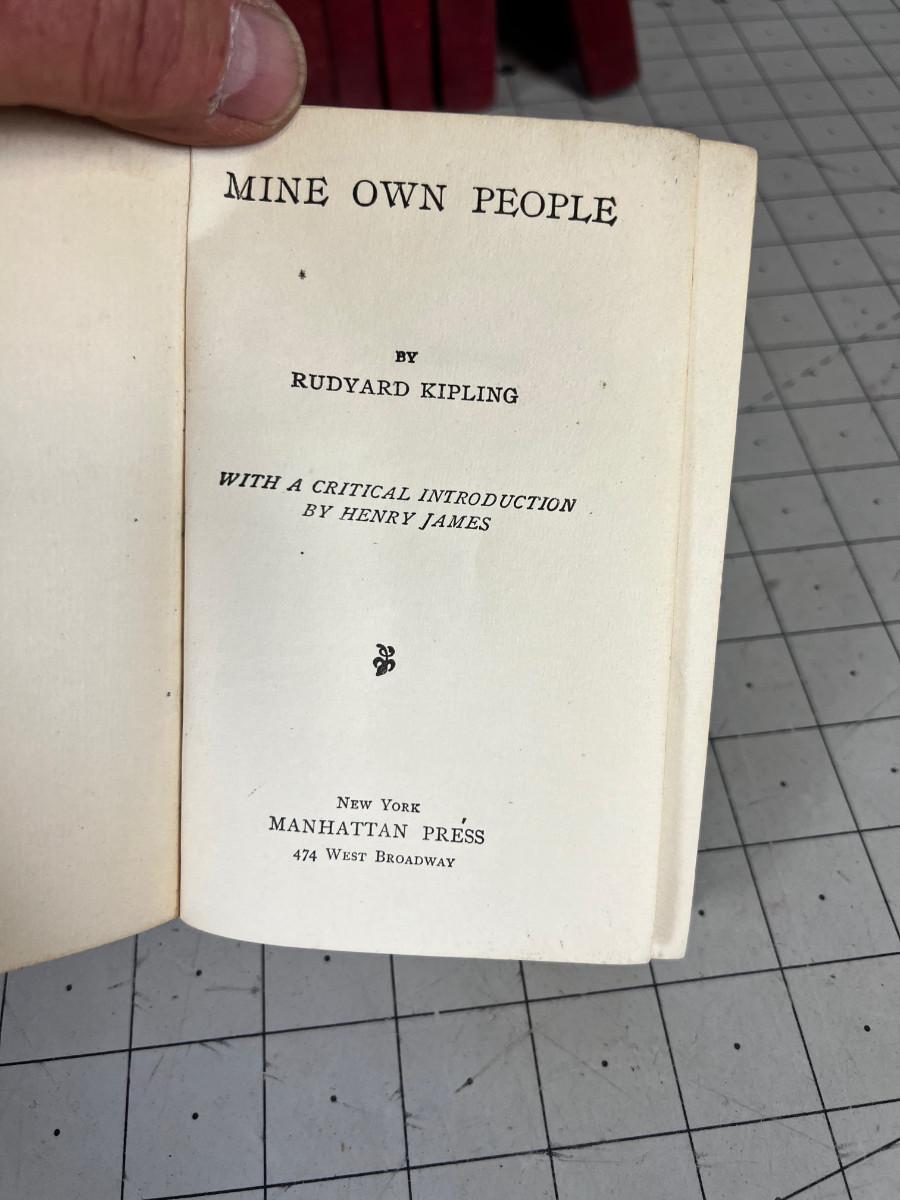 MINE OWN PEOPLE
BY
RUDYARD KIPLING
WITH A CRITICAL INTRODUCTION
BY HENRY JAMES
NEW YORK
MANHATTAN PRESS
474 WEST BROADWAY